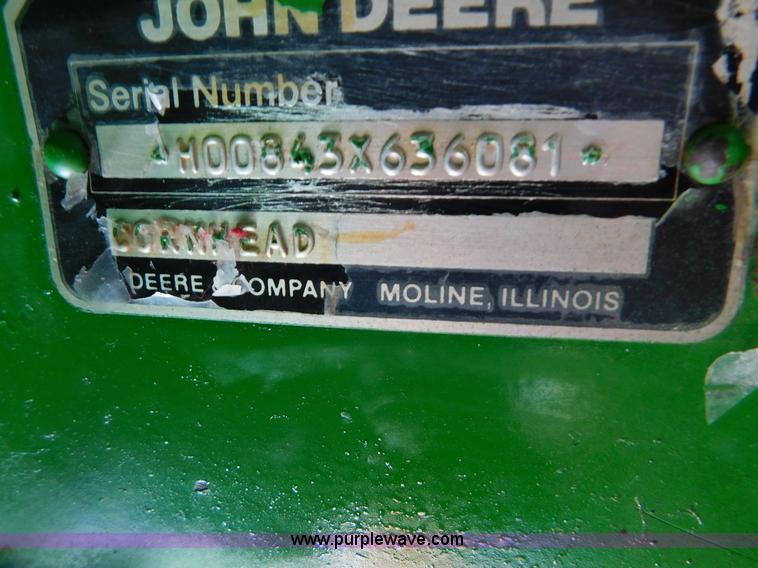 JOHN DEERE
Serial Number
*H00843X636081*
CORNHEAD
DEERE & COMPANY MOLINE, ILLINOIS
www.purplewave.com